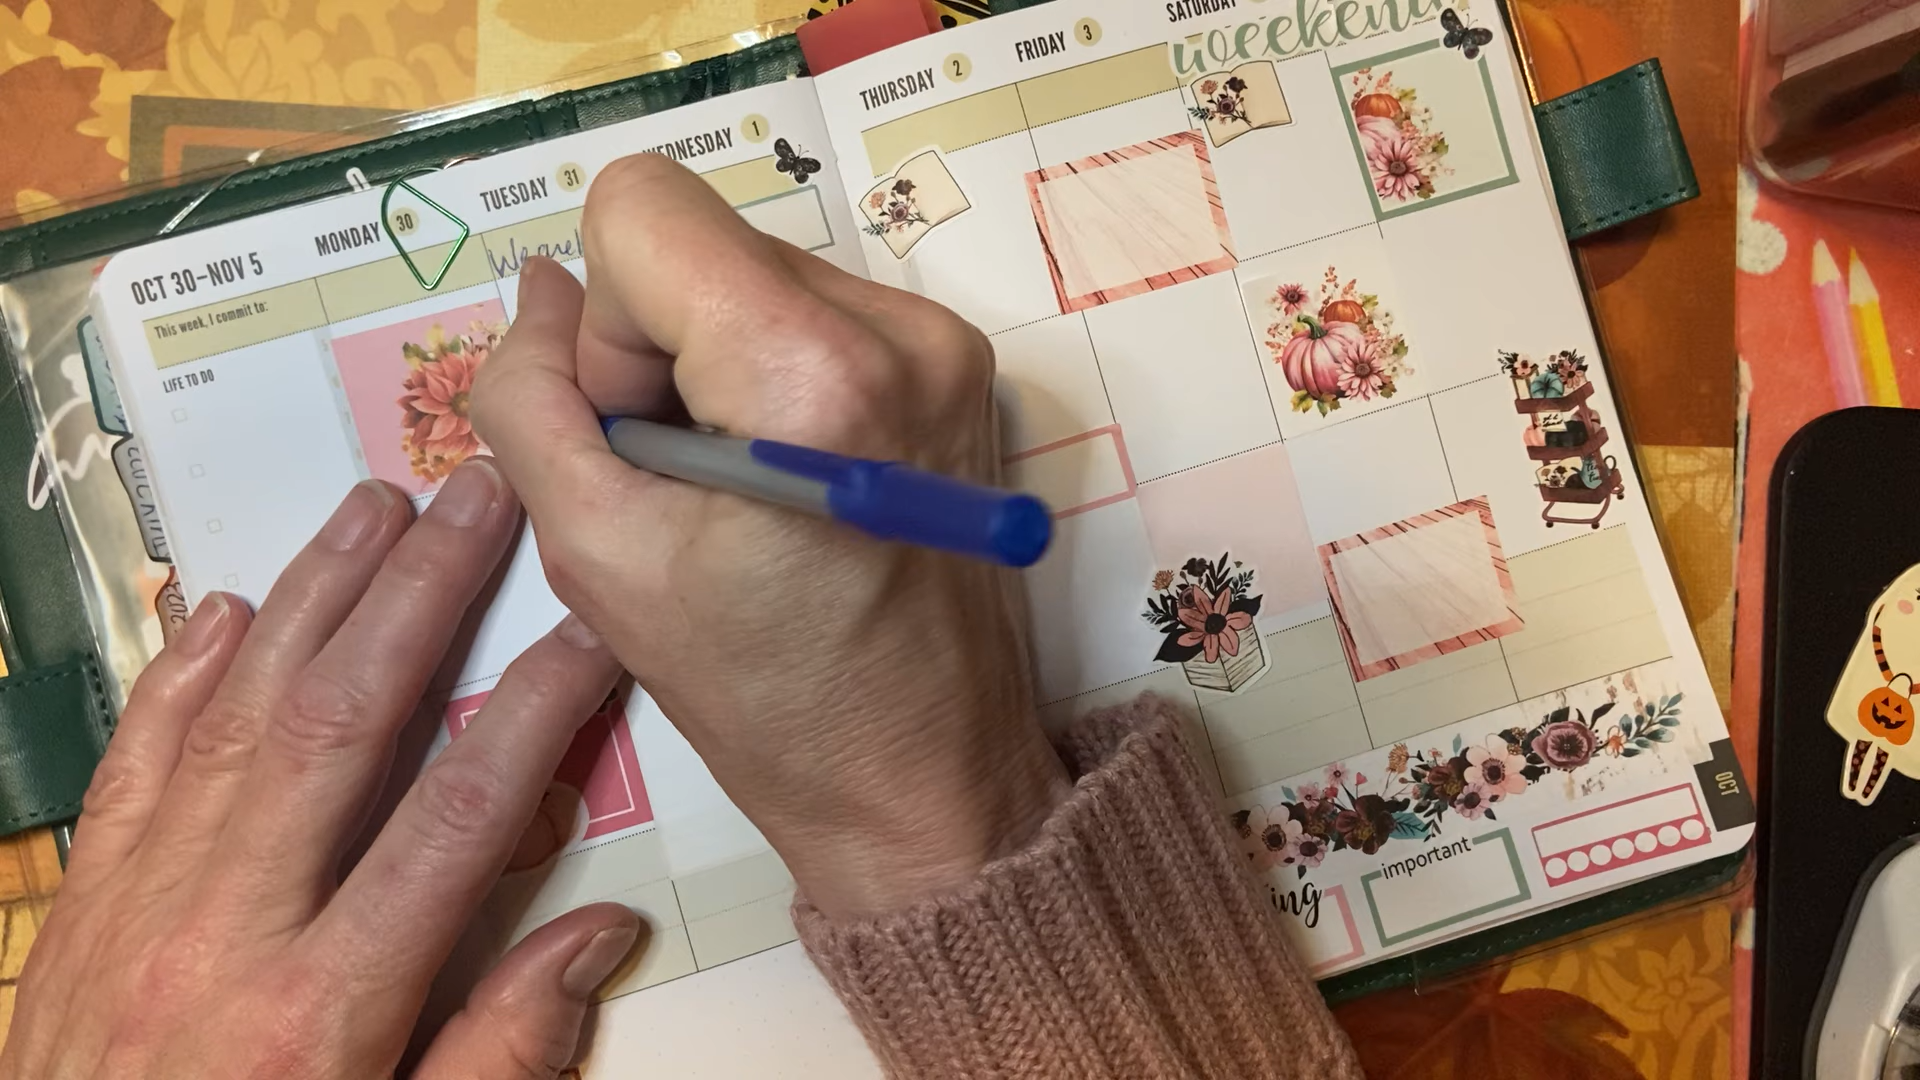 OCT 30–NOV 5
MONDAY 30
TUESDAY 31
WEDNESDAY 1
THURSDAY 2
FRIDAY 3
SATURDAY
weekend
This week, I commit to:
LIFE TO DO
important
ing
OCT